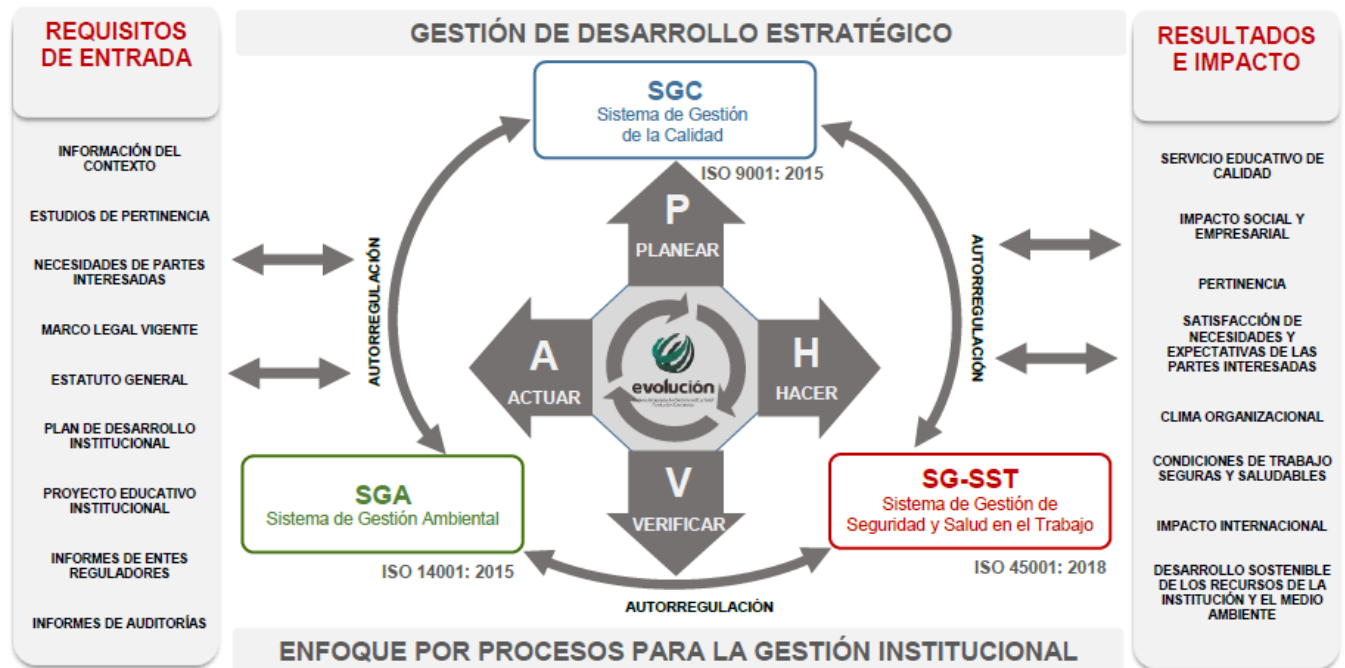 REQUISITOS
DE ENTRADA
INFORMACIÓN DEL
CONTEXTO
ESTUDIOS DE PERTINENCIA
NECESIDADES DE PARTES
INTERESADAS
MARCO LEGAL VIGENTE
ESTATUTO GENERAL
PLAN DE DESARROLLO
INSTITUCIONAL
PROYECTO EDUCATIVO
INSTITUCIONAL
INFORMES DE ENTES
REGULADORES
INFORMES DE AUDITORÍAS
GESTIÓN DE DESARROLLO ESTRATÉGICO
SGC
Sistema de Gestión
de la Calidad
ISO 9001: 2015
P
PLANEAR
AUTORREGULACIÓN
AUTORREGULACIÓN
A
ACTUAR
evolución
H
HACER
V
VERIFICAR
SGA
Sistema de Gestión Ambiental
ISO 14001: 2015
SG-SST
Sistema de Gestión de
Seguridad y Salud en el Trabajo
ISO 45001: 2018
AUTORREGULACIÓN
ENFOQUE POR PROCESOS PARA LA GESTIÓN INSTITUCIONAL
RESULTADOS
E IMPACTO
SERVICIO EDUCATIVO DE
CALIDAD
IMPACTO SOCIAL Y
EMPRESARIAL
PERTINENCIA
SATISFACCIÓN DE
NECESIDADES Y
EXPECTATIVAS DE LAS
PARTES INTERESADAS
CLIMA ORGANIZACIONAL
CONDICIONES DE TRABAJO
SEGURAS Y SALUDABLES
IMPACTO INTERNACIONAL
DESARROLLO SOSTENIBLE
DE LOS RECURSOS DE LA
INSTITUCIÓN Y EL MEDIO
AMBIENTE